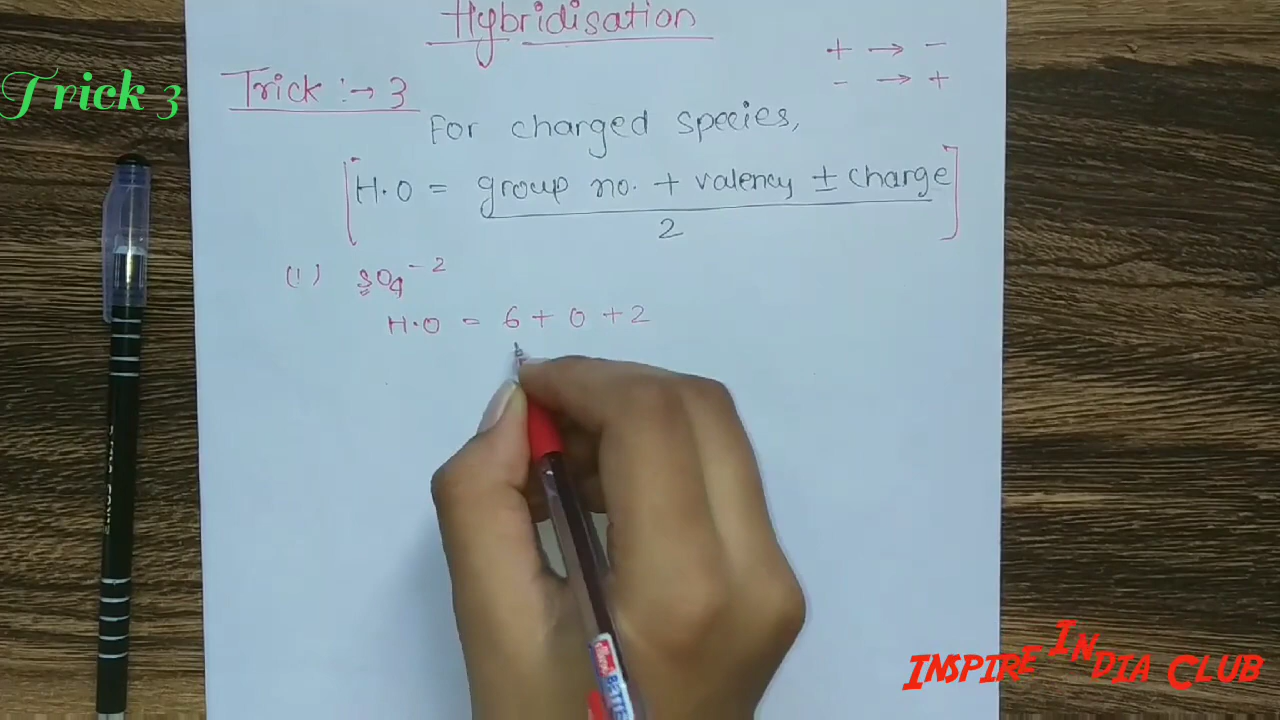 Hybridisation
+ → −
− → +
Trick 3
Trick :→ 3
For charged species,
[H.O = group no. + valency ± charge / 2]
(1) SO4⁻²
H.O = 6 + 0 + 2
INSPIRE INDIA CLUB